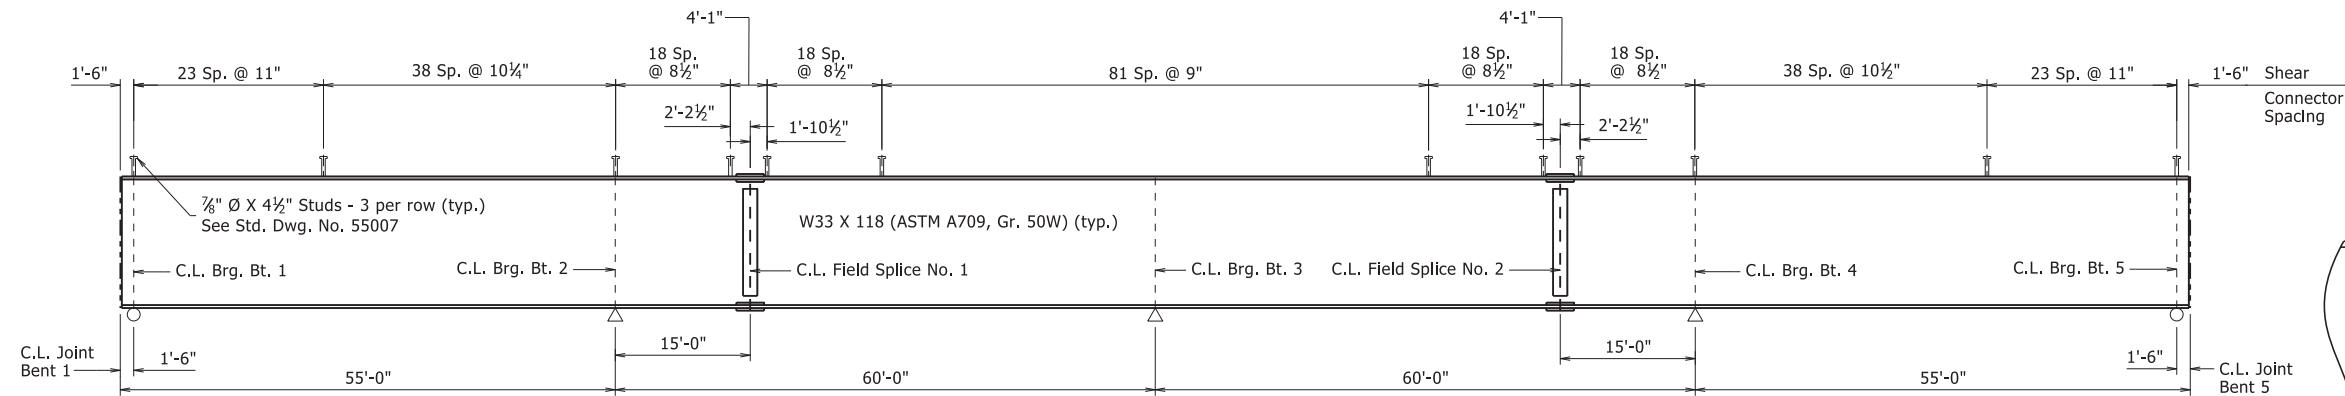 4'-1"
4'-1"
1'-6"
23 Sp. @ 11"
38 Sp. @ 10¼"
18 Sp.
@ 8½"
18 Sp.
@ 8½"
81 Sp. @ 9"
18 Sp.
@ 8½"
18 Sp.
@ 8½"
38 Sp. @ 10½"
23 Sp. @ 11"
1'-6"
Shear
Connector
Spacing
2'-2½"
1'-10½"
1'-10½"
2'-2½"
⅞" Ø X 4½" Studs - 3 per row (typ.)
See Std. Dwg. No. 55007
W33 X 118 (ASTM A709, Gr. 50W) (typ.)
C.L. Brg. Bt. 1
C.L. Brg. Bt. 2
C.L. Field Splice No. 1
C.L. Brg. Bt. 3
C.L. Field Splice No. 2
C.L. Brg. Bt. 4
C.L. Brg. Bt. 5
15'-0"
15'-0"
C.L. Joint
Bent 1
1'-6"
1'-6"
C.L. Joint
Bent 5
55'-0"
60'-0"
60'-0"
55'-0"